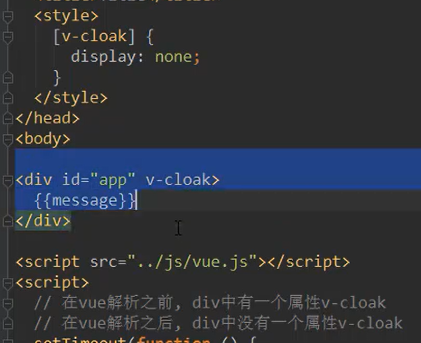 <style>
[v-cloak] {
display: none;
}
</style>
</head>
<body>
<div id="app" v-cloak>
{{message}}
</div>
<script src="../js/vue.js"></script>
<script>
// 在vue解析之前, div中有一个属性v-cloak
// 在vue解析之后, div中没有一个属性v-cloak
setTimeout(function () {